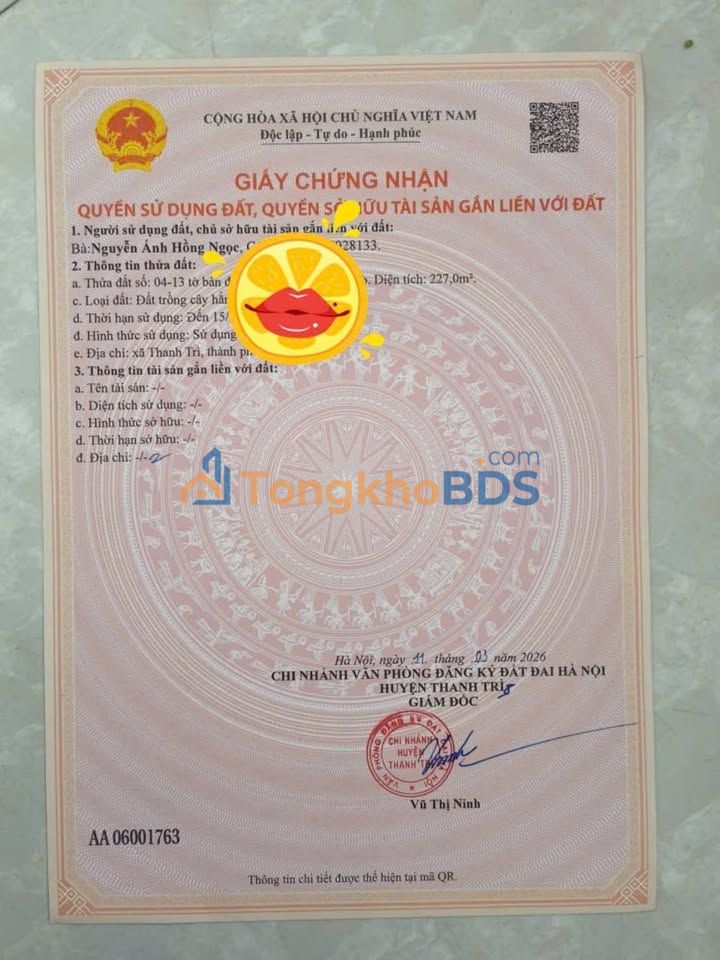 CỘNG HÒA XÃ HỘI CHỦ NGHĨA VIỆT NAM
Độc lập - Tự do - Hạnh phúc
GIẤY CHỨNG NHẬN
QUYỀN SỬ DỤNG ĐẤT, QUYỀN SỞ HỮU TÀI SẢN GẮN LIỀN VỚI ĐẤT
1. Người sử dụng đất, chủ sở hữu tài sản gắn liền với đất:
Bà:Nguyễn Ánh Hồng Ngọc, 028133.
2. Thông tin thửa đất:
a. Thửa đất số: 04-13 tờ bản Diện tích: 227,0m².
c. Loại đất: Đất trồng cây
d. Thời hạn sử dụng: Đến 15/
đ. Hình thức sử dụng: Sử dụng
e. Địa chỉ: xã Thanh Trì, thành
3. Thông tin tài sản gắn liền với đất:
a. Tên tài sản: -/-
b. Diện tích sử dụng: -/-
c. Hình thức sở hữu: -/-
d. Thời hạn sở hữu: -/-
đ. Địa chỉ: -/-
TongkhoBDS.com
Hà Nội, ngày 11 tháng 03 năm 2026
CHI NHÁNH VĂN PHÒNG ĐĂNG KÝ ĐẤT ĐAI HÀ NỘI
HUYỆN THANH TRÌ
GIÁM ĐỐC
CHI NHÁNH
HUYỆN
THANH TRÌ
Vũ Thị Ninh
AA 06001763
Thông tin chi tiết được thể hiện tại mã QR.